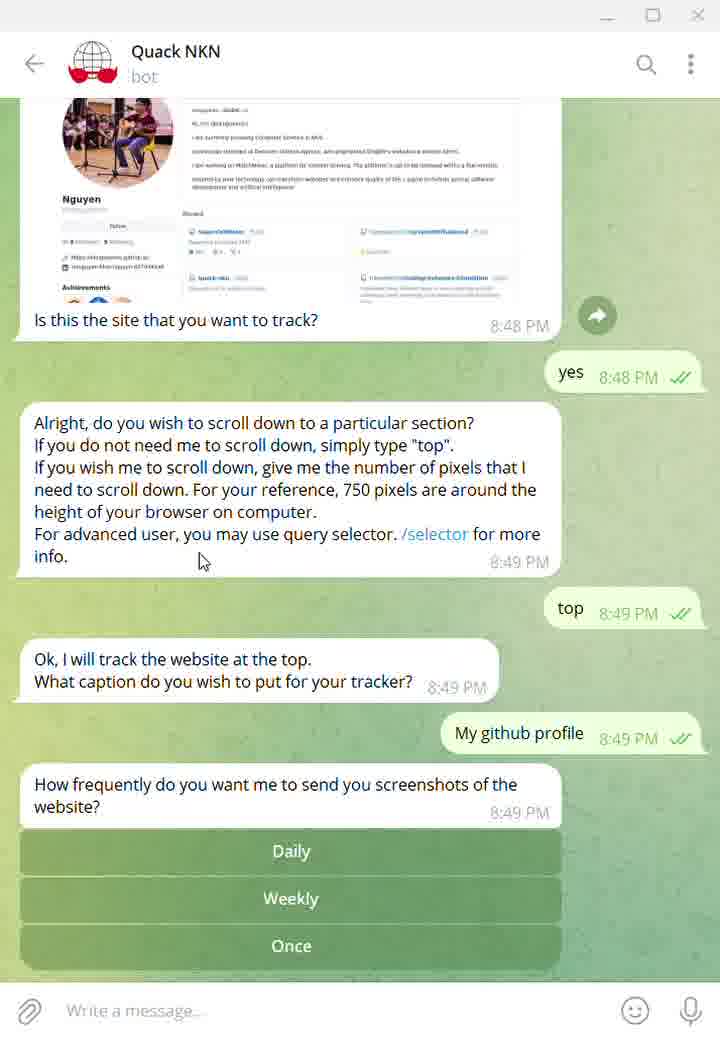 Quack NKN
bot
Nguyen
Follow
Achievements
Is this the site that you want to track?
8:48 PM
yes 8:48 PM
Alright, do you wish to scroll down to a particular section?
If you do not need me to scroll down, simply type "top".
If you wish me to scroll down, give me the number of pixels that I
need to scroll down. For your reference, 750 pixels are around the
height of your browser on computer.
For advanced user, you may use query selector. /selector for more
info.
8:49 PM
top 8:49 PM
Ok, I will track the website at the top.
What caption do you wish to put for your tracker? 8:49 PM
My github profile 8:49 PM
How frequently do you want me to send you screenshots of the
website?
8:49 PM
Daily
Weekly
Once
Write a message...